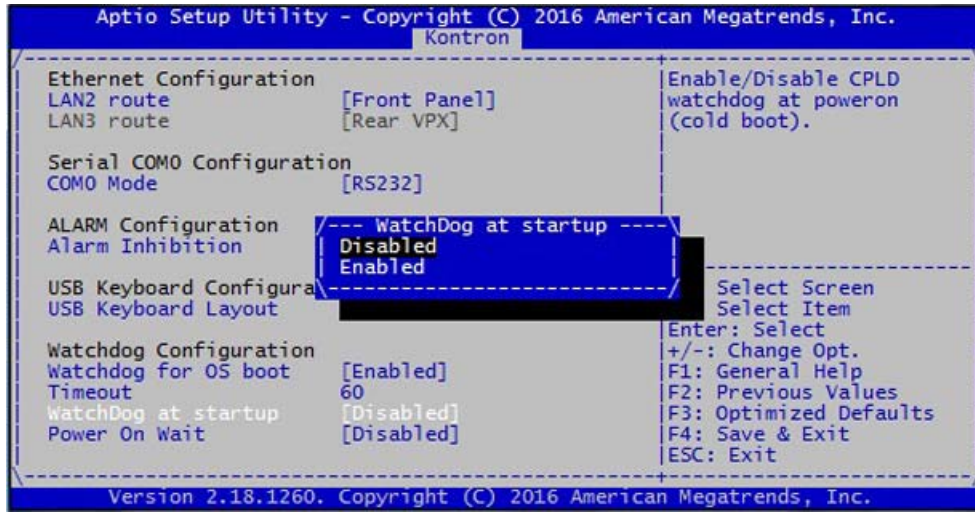 Aptio Setup Utility - Copyright (C) 2016 American Megatrends, Inc.
Kontron
Ethernet Configuration
LAN2 route [Front Panel]
LAN3 route [Rear VPX]
Serial COM0 Configuration
COM0 Mode [RS232]
ALARM Configuration
Alarm Inhibition
USB Keyboard Configura
USB Keyboard Layout
Watchdog Configuration
Watchdog for OS boot [Enabled]
Timeout 60
WatchDog at startup [Disabled]
Power On Wait [Disabled]
--- WatchDog at startup ----
Disabled
Enabled
Enable/Disable CPLD
watchdog at poweron
(cold boot).
Select Screen
Select Item
Enter: Select
+/-: Change Opt.
F1: General Help
F2: Previous Values
F3: Optimized Defaults
F4: Save & Exit
ESC: Exit
Version 2.18.1260. Copyright (C) 2016 American Megatrends, Inc.